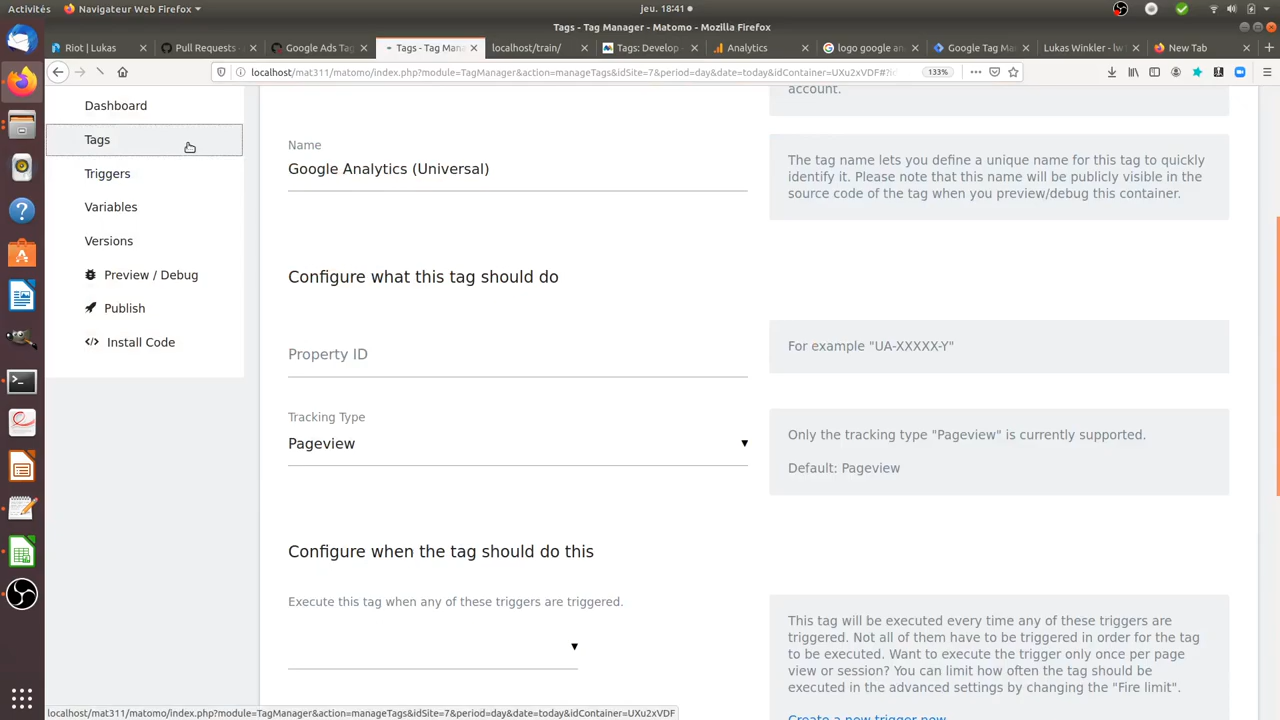 Activités
Navigateur Web Firefox
jeu. 18:41
Tags - Tag Manager - Matomo - Mozilla Firefox
Riot | Lukas
Pull Requests ·
Google Ads Tag
Tags - Tag Mana
localhost/train/
Tags: Develop -
Analytics
logo google an
Google Tag Man
Lukas Winkler - lw
New Tab
localhost/mat311/matomo/index.php?module=TagManager&action=manageTags&idSite=7&period=day&date=today&idContainer=UXu2xVDF#?i
133%
Dashboard
Tags
Triggers
Variables
Versions
Preview / Debug
Publish
Install Code
account.
Name
Google Analytics (Universal)
The tag name lets you define a unique name for this tag to quickly
identify it. Please note that this name will be publicly visible in the
source code of the tag when you preview/debug this container.
Configure what this tag should do
Property ID
For example "UA-XXXXX-Y"
Tracking Type
Pageview
Only the tracking type "Pageview" is currently supported.
Default: Pageview
Configure when the tag should do this
Execute this tag when any of these triggers are triggered.
This tag will be executed every time any of these triggers are
triggered. Not all of them have to be triggered in order for the tag
to be executed. Want to execute the trigger only once per page
view or session? You can limit how often the tag should be
executed in the advanced settings by changing the "Fire limit".
Create a new trigger now
localhost/mat311/matomo/index.php?module=TagManager&action=manageTags&idSite=7&period=day&date=today&idContainer=UXu2xVDF